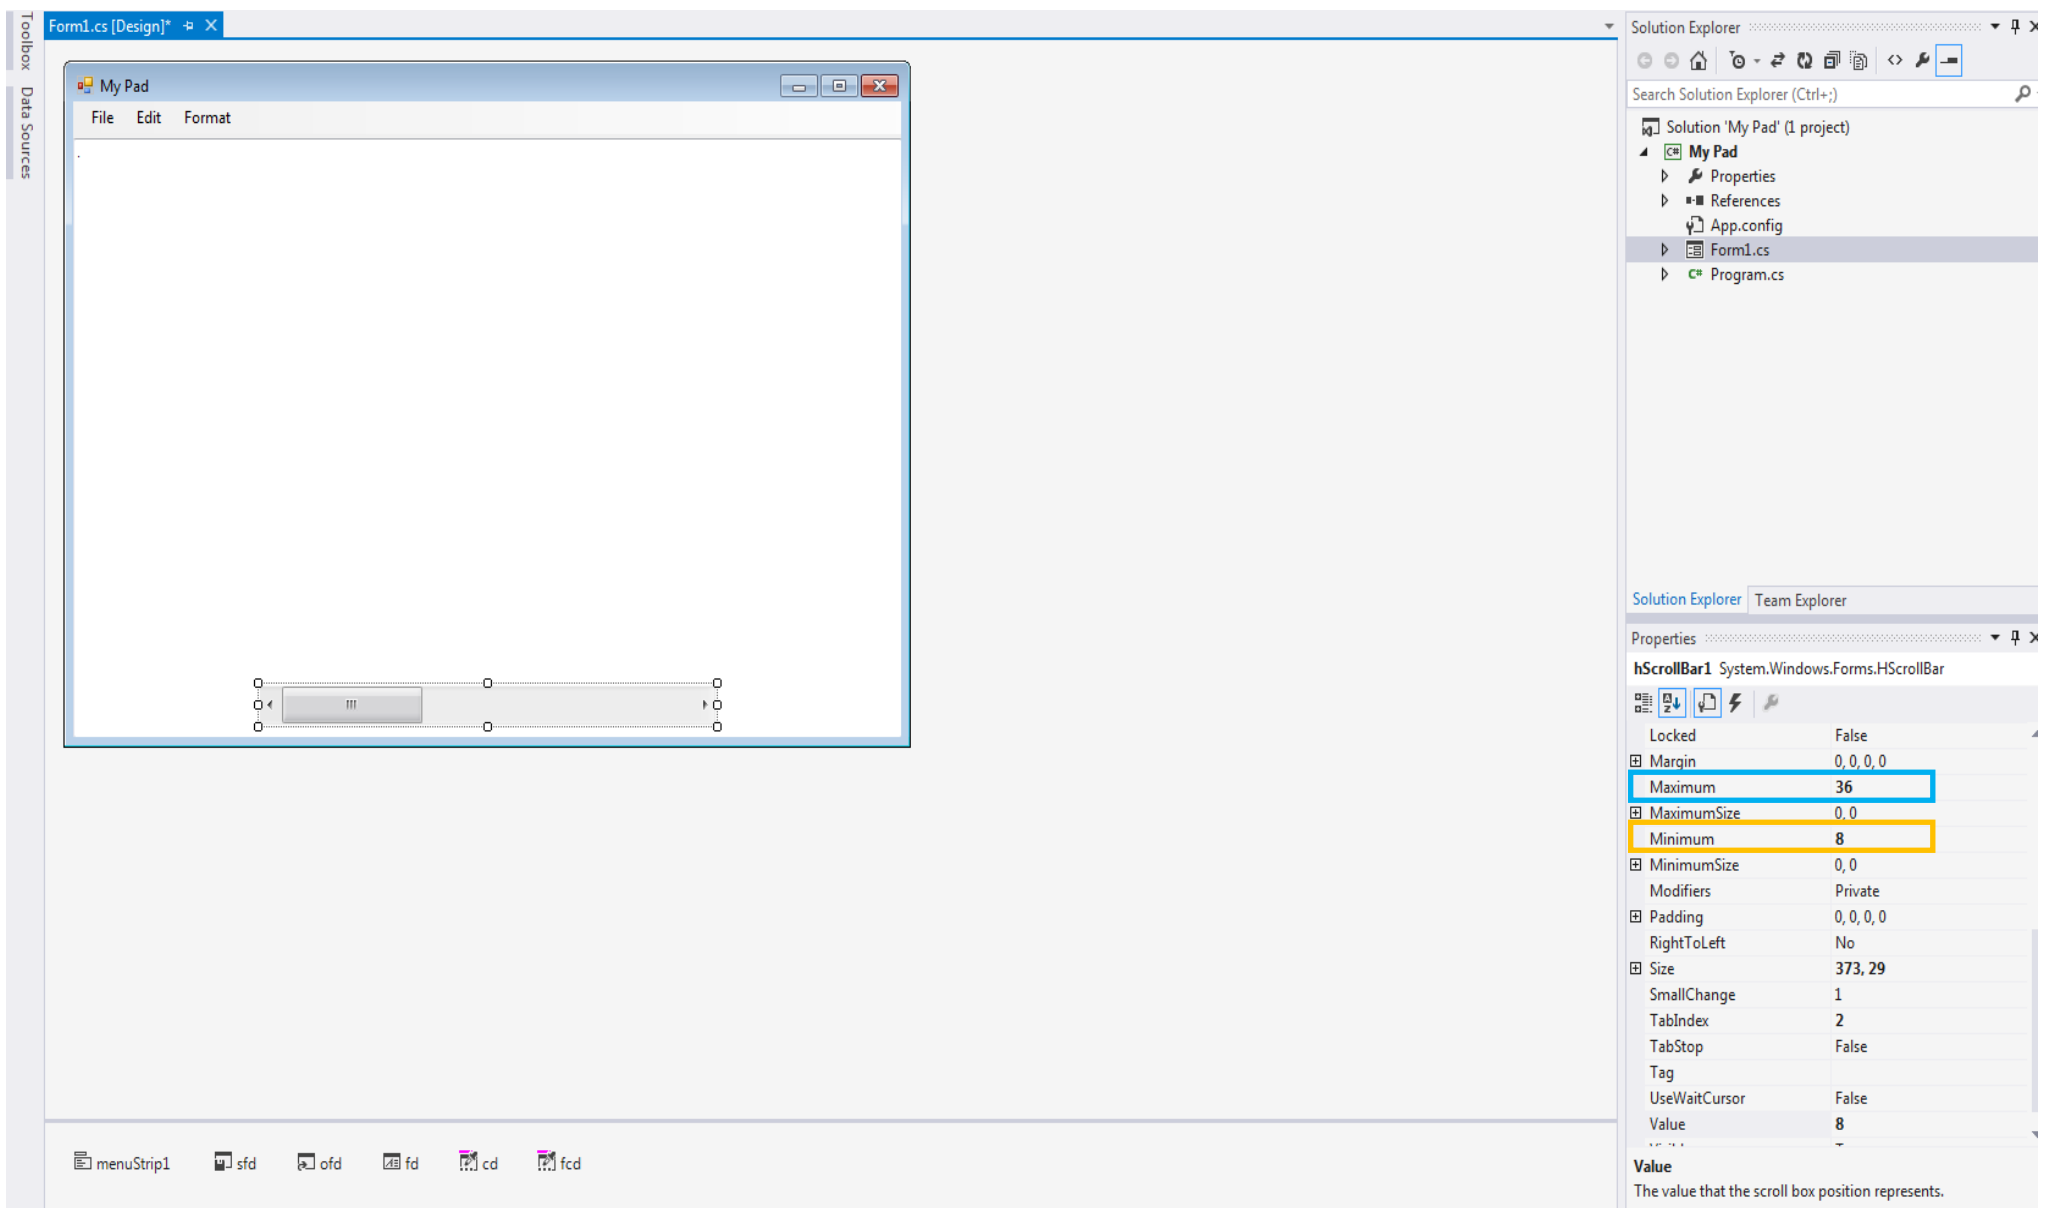 Toolbox
Data Sources
Form1.cs [Design]*
My Pad
File Edit Format
menuStrip1 sfd ofd fd cd fcd
Solution Explorer
Search Solution Explorer (Ctrl+;)
Solution 'My Pad' (1 project)
C# My Pad
Properties
References
App.config
Form1.cs
C# Program.cs
Solution Explorer Team Explorer
Properties
hScrollBar1 System.Windows.Forms.HScrollBar
Locked False
Margin 0, 0, 0, 0
Maximum 36
MaximumSize 0, 0
Minimum 8
MinimumSize 0, 0
Modifiers Private
Padding 0, 0, 0, 0
RightToLeft No
Size 373, 29
SmallChange 1
TabIndex 2
TabStop False
Tag
UseWaitCursor False
Value 8
Value
The value that the scroll box position represents.